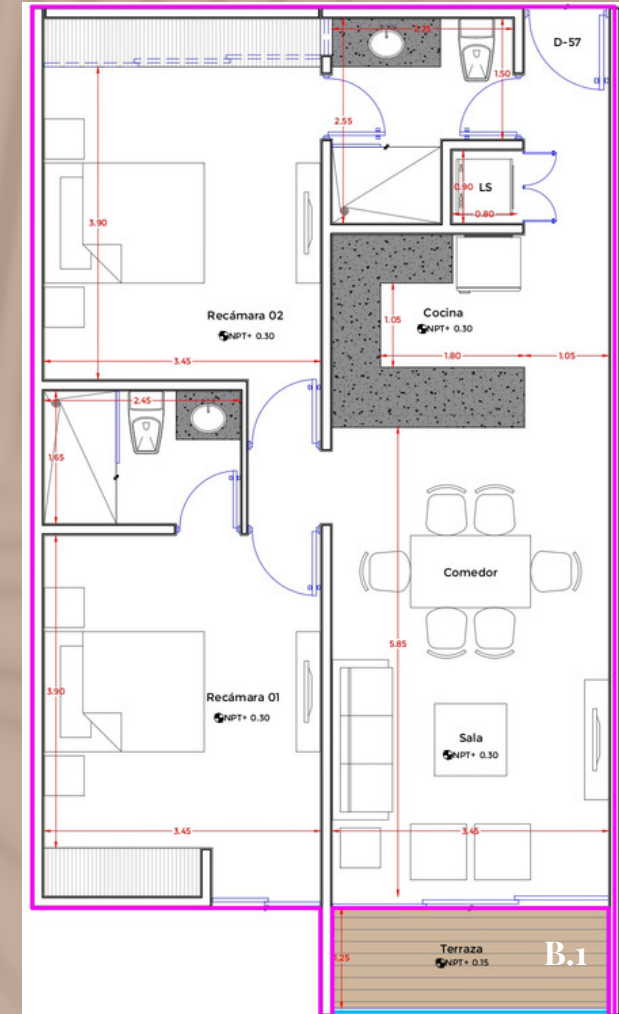 2.35
D-57
1.50
2.55
LS
0.90
0.80
3.90
Recámara 02
NPT+ 0.30
3.45
Cocina
NPT+ 0.30
1.05
1.80
1.05
2.45
1.65
Comedor
5.85
3.90
Recámara 01
NPT+ 0.30
3.45
Sala
NPT+ 0.30
3.45
Terraza
NPT+ 0.15
1.25
B.1